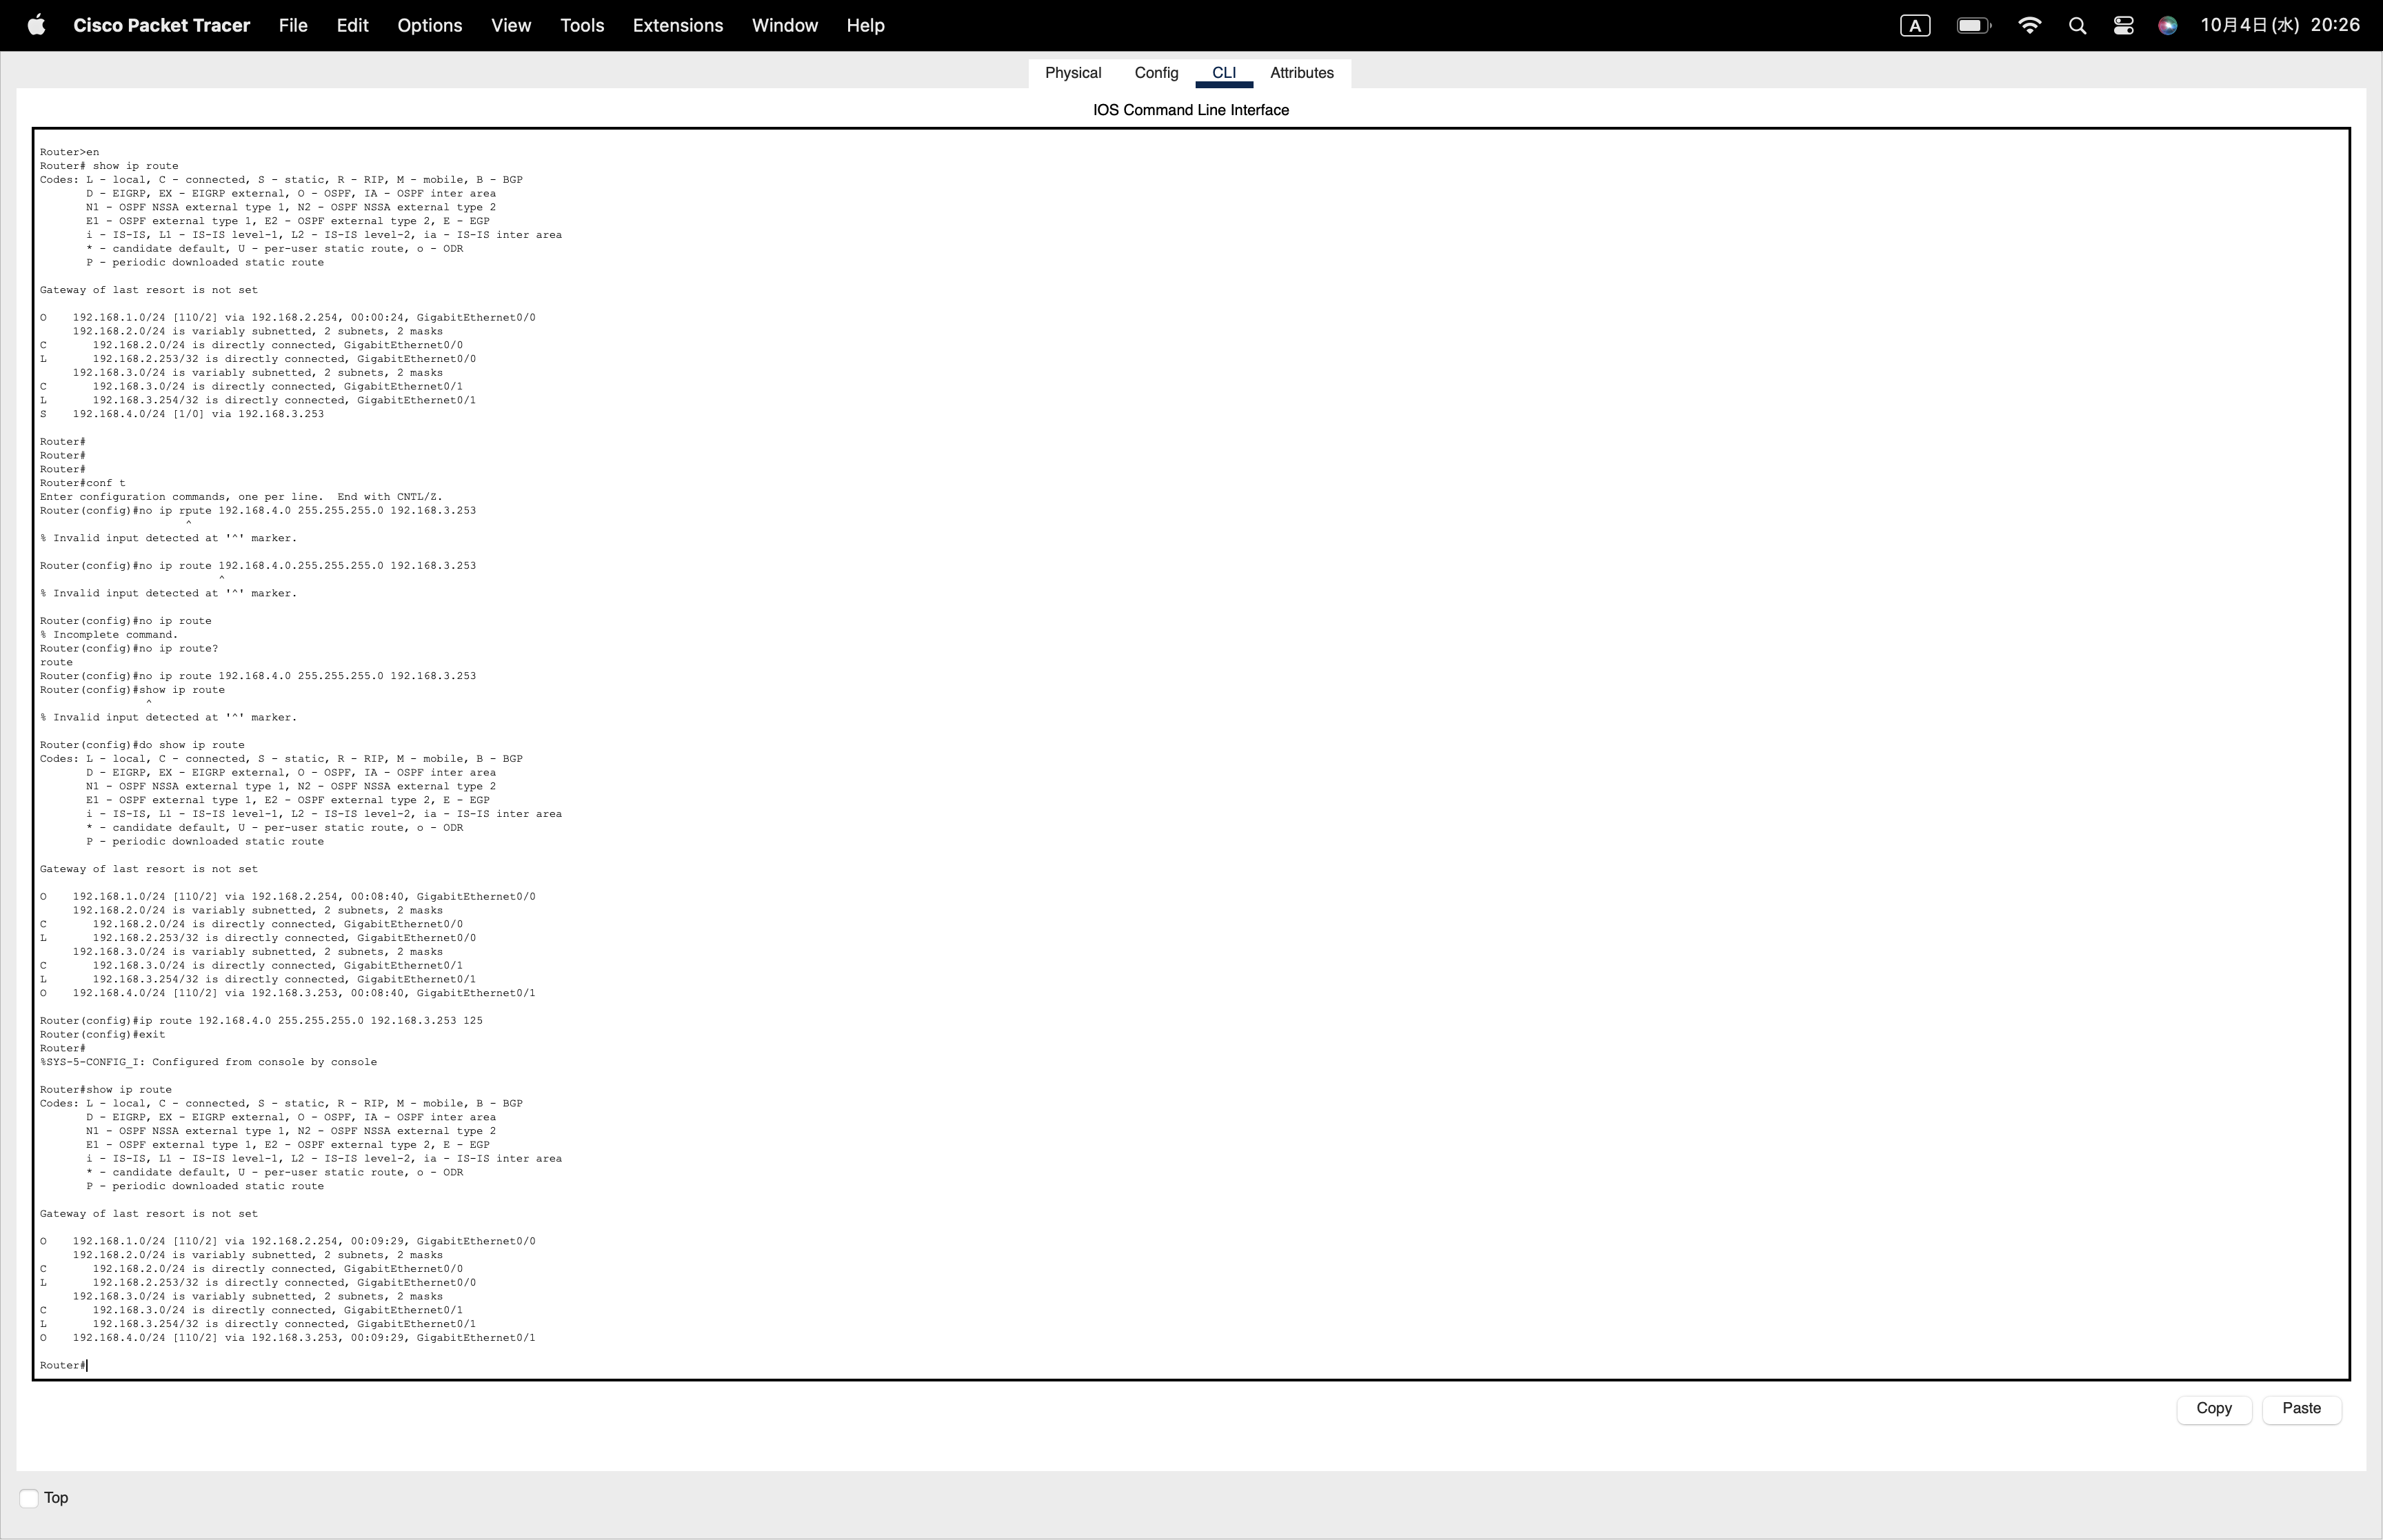 Cisco Packet Tracer File Edit Options View Tools Extensions Window Help A 10月4日(水) 20:26
Physical Config CLI Attributes
IOS Command Line Interface
Router>en
Router# show ip route
Codes: L - local, C - connected, S - static, R - RIP, M - mobile, B - BGP
D - EIGRP, EX - EIGRP external, O - OSPF, IA - OSPF inter area
N1 - OSPF NSSA external type 1, N2 - OSPF NSSA external type 2
E1 - OSPF external type 1, E2 - OSPF external type 2, E - EGP
i - IS-IS, L1 - IS-IS level-1, L2 - IS-IS level-2, ia - IS-IS inter area
* - candidate default, U - per-user static route, o - ODR
P - periodic downloaded static route
Gateway of last resort is not set
O 192.168.1.0/24 [110/2] via 192.168.2.254, 00:00:24, GigabitEthernet0/0
192.168.2.0/24 is variably subnetted, 2 subnets, 2 masks
C 192.168.2.0/24 is directly connected, GigabitEthernet0/0
L 192.168.2.253/32 is directly connected, GigabitEthernet0/0
192.168.3.0/24 is variably subnetted, 2 subnets, 2 masks
C 192.168.3.0/24 is directly connected, GigabitEthernet0/1
L 192.168.3.254/32 is directly connected, GigabitEthernet0/1
S 192.168.4.0/24 [1/0] via 192.168.3.253
Router#
Router#
Router#
Router#conf t
Enter configuration commands, one per line. End with CNTL/Z.
Router(config)#no ip rpute 192.168.4.0 255.255.255.0 192.168.3.253
^
% Invalid input detected at '^' marker.
Router(config)#no ip route 192.168.4.0.255.255.255.0 192.168.3.253
^
% Invalid input detected at '^' marker.
Router(config)#no ip route
% Incomplete command.
Router(config)#no ip route?
route
Router(config)#no ip route 192.168.4.0 255.255.255.0 192.168.3.253
Router(config)#show ip route
^
% Invalid input detected at '^' marker.
Router(config)#do show ip route
Codes: L - local, C - connected, S - static, R - RIP, M - mobile, B - BGP
D - EIGRP, EX - EIGRP external, O - OSPF, IA - OSPF inter area
N1 - OSPF NSSA external type 1, N2 - OSPF NSSA external type 2
E1 - OSPF external type 1, E2 - OSPF external type 2, E - EGP
i - IS-IS, L1 - IS-IS level-1, L2 - IS-IS level-2, ia - IS-IS inter area
* - candidate default, U - per-user static route, o - ODR
P - periodic downloaded static route
Gateway of last resort is not set
O 192.168.1.0/24 [110/2] via 192.168.2.254, 00:08:40, GigabitEthernet0/0
192.168.2.0/24 is variably subnetted, 2 subnets, 2 masks
C 192.168.2.0/24 is directly connected, GigabitEthernet0/0
L 192.168.2.253/32 is directly connected, GigabitEthernet0/0
192.168.3.0/24 is variably subnetted, 2 subnets, 2 masks
C 192.168.3.0/24 is directly connected, GigabitEthernet0/1
L 192.168.3.254/32 is directly connected, GigabitEthernet0/1
O 192.168.4.0/24 [110/2] via 192.168.3.253, 00:08:40, GigabitEthernet0/1
Router(config)#ip route 192.168.4.0 255.255.255.0 192.168.3.253 125
Router(config)#exit
Router#
%SYS-5-CONFIG_I: Configured from console by console
Router#show ip route
Codes: L - local, C - connected, S - static, R - RIP, M - mobile, B - BGP
D - EIGRP, EX - EIGRP external, O - OSPF, IA - OSPF inter area
N1 - OSPF NSSA external type 1, N2 - OSPF NSSA external type 2
E1 - OSPF external type 1, E2 - OSPF external type 2, E - EGP
i - IS-IS, L1 - IS-IS level-1, L2 - IS-IS level-2, ia - IS-IS inter area
* - candidate default, U - per-user static route, o - ODR
P - periodic downloaded static route
Gateway of last resort is not set
O 192.168.1.0/24 [110/2] via 192.168.2.254, 00:09:29, GigabitEthernet0/0
192.168.2.0/24 is variably subnetted, 2 subnets, 2 masks
C 192.168.2.0/24 is directly connected, GigabitEthernet0/0
L 192.168.2.253/32 is directly connected, GigabitEthernet0/0
192.168.3.0/24 is variably subnetted, 2 subnets, 2 masks
C 192.168.3.0/24 is directly connected, GigabitEthernet0/1
L 192.168.3.254/32 is directly connected, GigabitEthernet0/1
O 192.168.4.0/24 [110/2] via 192.168.3.253, 00:09:29, GigabitEthernet0/1
Router#
Copy Paste
Top